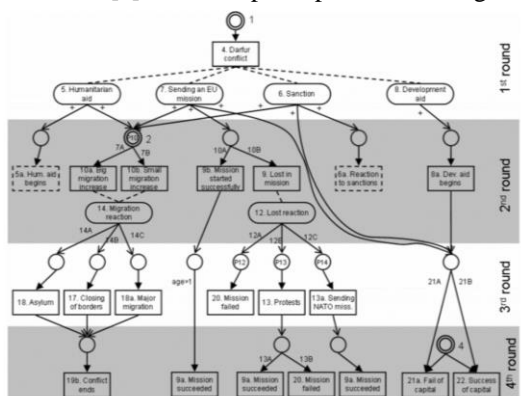 1
4. Darfur
conflict
1st round
5. Humanitarian
aid
7. Sending an EU
mission
6. Sanction
8. Development
aid
+ + + + + + + +
P10
2
7A 7B
10A 10B
5a. Hum. aid
begins
10a. Big
migration
increase
10b. Small
migration
increase
9b. Mission
started
successfully
9. Lost in
mission
6a. Reaction
to sanctions
8a. Dev. aid
begins
2nd round
14. Migration
reaction
12. Lost reaction
14A 14B 14C
12A 12B 12C
P12 P13 P14
21A 21B
age=1
18. Asylum
17. Closing
of borders
18a. Major
migration
20. Mission
failed
13. Protests
13a. Sending
NATO miss.
3rd round
4
13A 13B
19b. Conflict
ends
9a. Mission
succeeded
9a. Mission
succeeded
20. Mission
failed
9a. Mission
succeeded
21a. Fail of
capital
22. Success
of capital
4th round